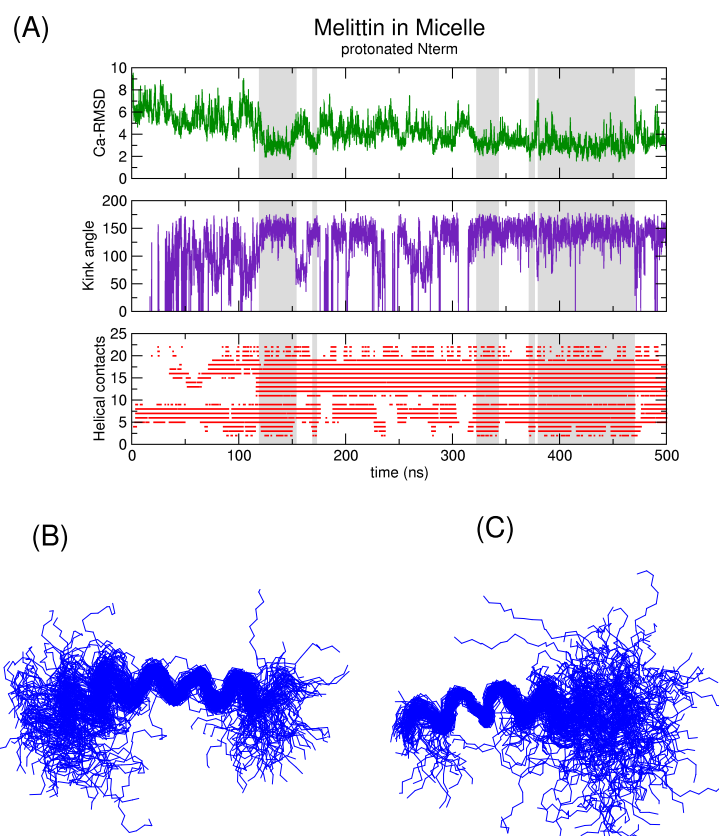 (A)
Melittin in Micelle
protonated Nterm
Ca-RMSD
10
8
6
4
2
0
Kink angle
200
150
100
50
0
Helical contacts
25
20
15
10
5
0
0 100 200 300 400 500
time (ns)
(B)
(C)